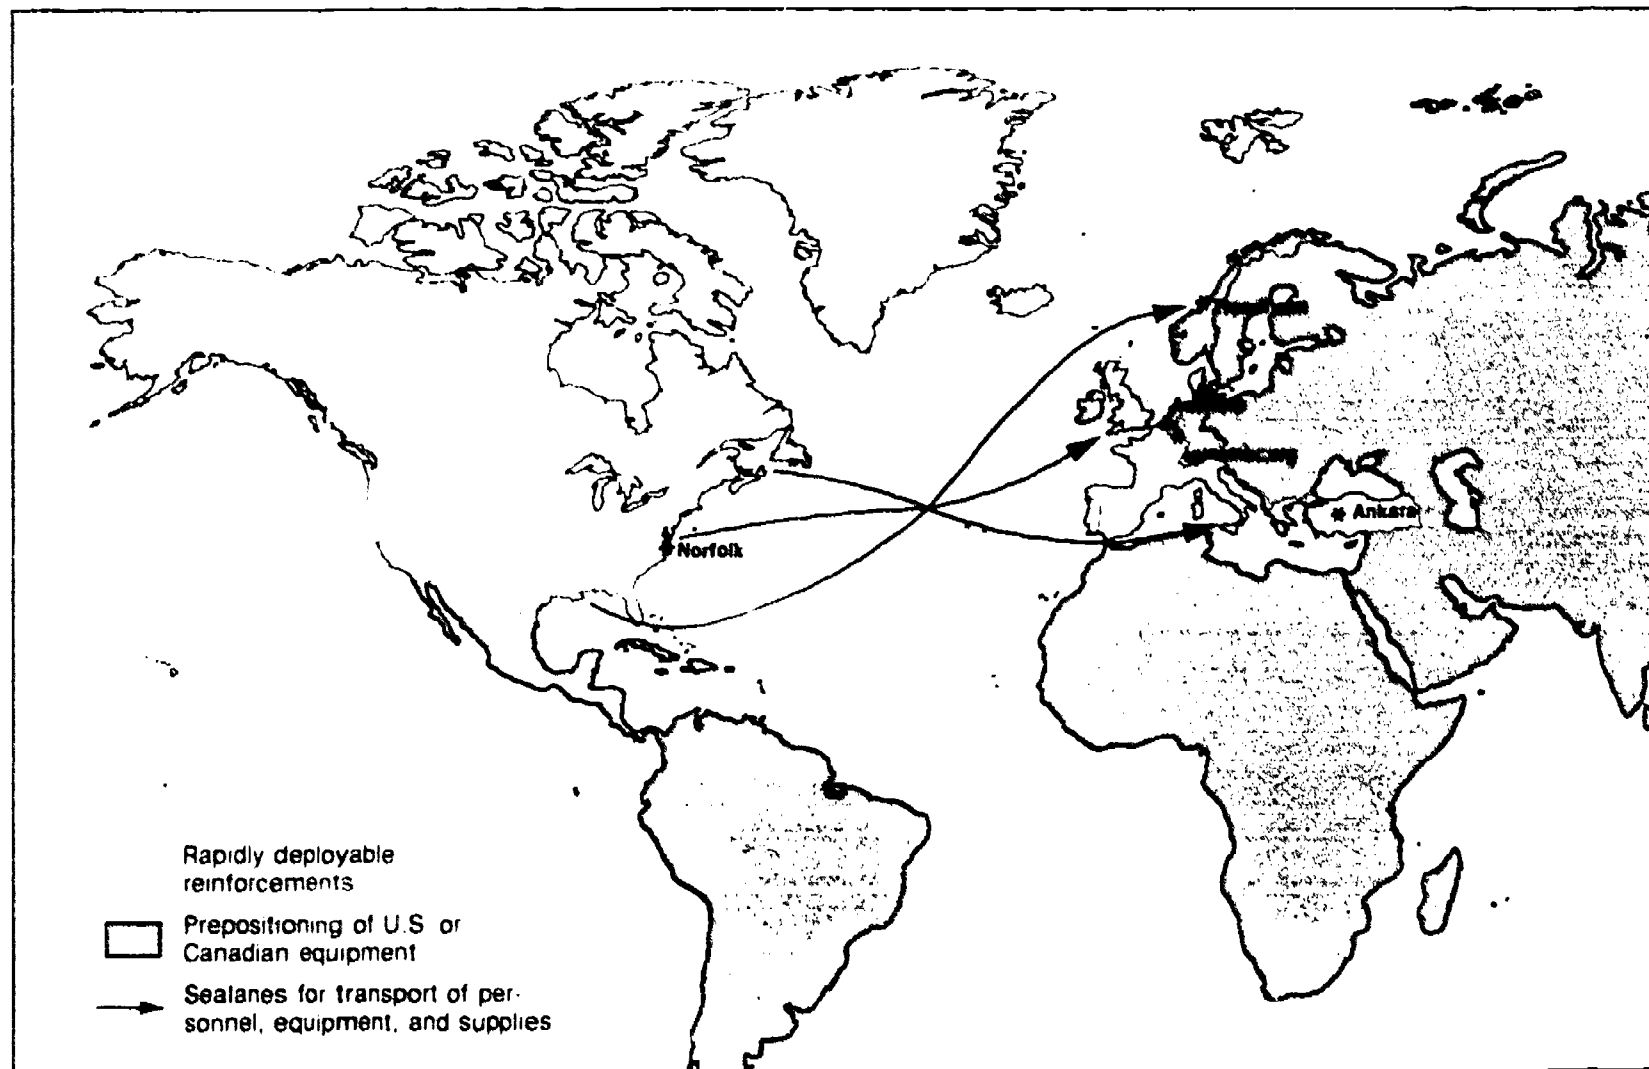 Norfolk
Ankara
Rapidly deployable
reinforcements
Prepositioning of U.S or
Canadian equipment
Sealanes for transport of per-
sonnel, equipment, and supplies